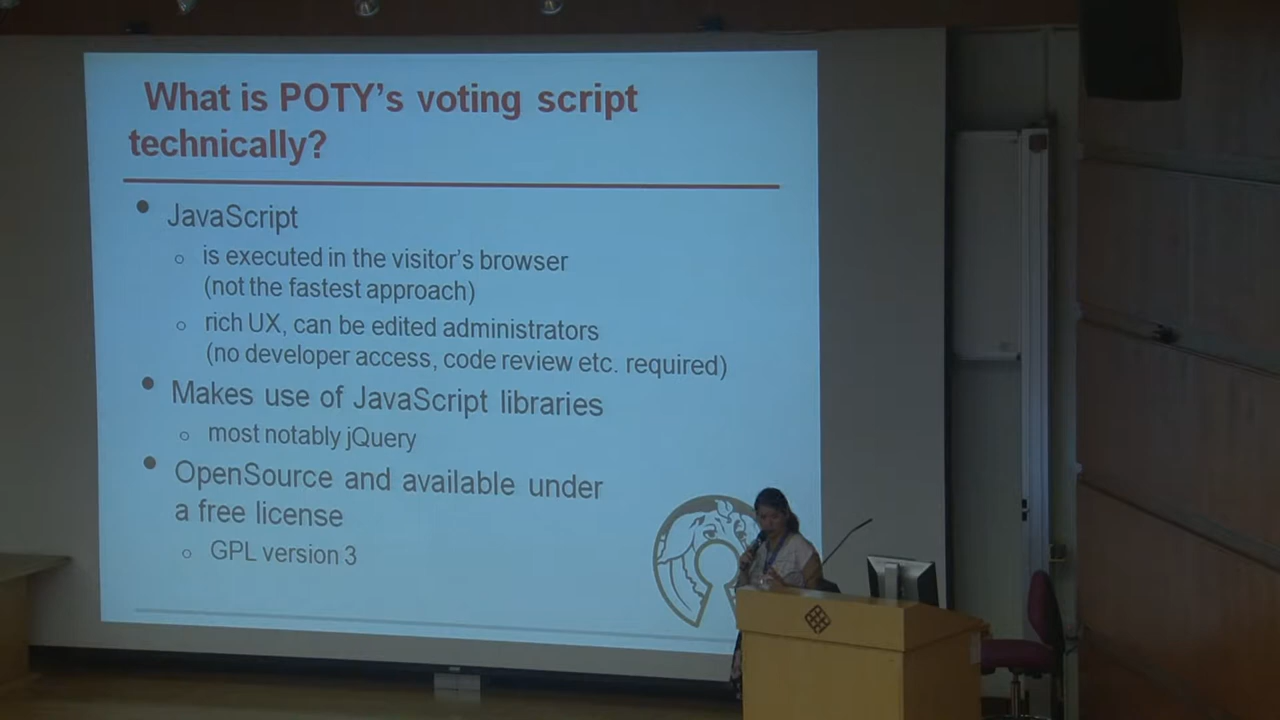 What is POTY's voting script
technically?
• JavaScript
○ is executed in the visitor's browser
(not the fastest approach)
○ rich UX, can be edited administrators
(no developer access, code review etc. required)
• Makes use of JavaScript libraries
○ most notably jQuery
• OpenSource and available under
a free license
○ GPL version 3